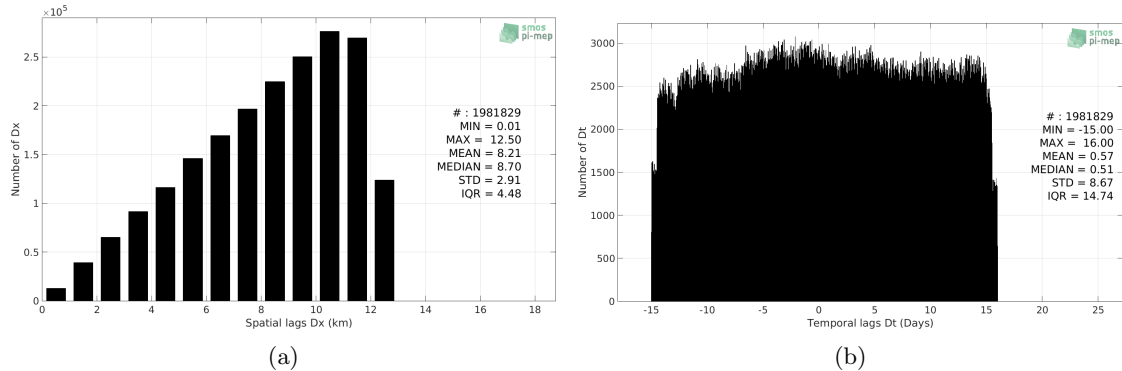 ×10⁵
2.5
2
1.5
1
0.5
0
0 2 4 6 8 10 12 14 16 18
Number of Dx
Spatial lags Dx (km)
smos
pi-mep
# : 1981829
MIN = 0.01
MAX = 12.50
MEAN = 8.21
MEDIAN = 8.70
STD = 2.91
IQR = 4.48
(a)
3000
2500
2000
1500
1000
500
0
-15 -10 -5 0 5 10 15 20 25
Number of Dt
Temporal lags Dt (Days)
smos
pi-mep
# : 1981829
MIN = -15.00
MAX = 16.00
MEAN = 0.57
MEDIAN = 0.51
STD = 8.67
IQR = 14.74
(b)